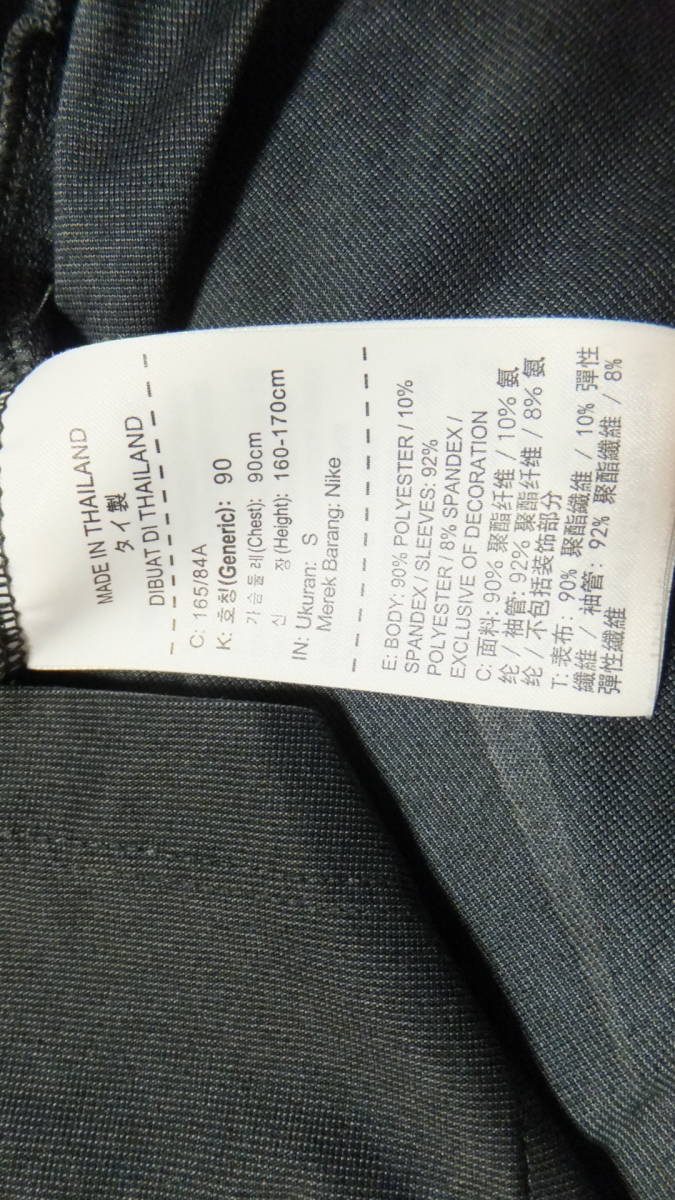 MADE IN THAILAND
タイ製
DIBUAT DI THAILAND
C: 165/84A
K: 호칭(Generic): 90
가슴둘레(Chest): 90cm
신 장(Height): 160-170cm
IN: Ukuran: S
Merek Barang: Nike
E: BODY: 90% POLYESTER / 10%
SPANDEX / SLEEVES: 92%
POLYESTER / 8% SPANDEX /
EXCLUSIVE OF DECORATION
C: 面料: 90% 聚酯纤维 / 10% 氨
纶 / 袖管: 92% 聚酯纤维 / 8% 氨
纶 / 不包括装饰部分
T: 表布: 90% 聚酯纖維 / 10% 彈性
纖維 / 袖管: 92% 聚酯纖維 / 8%
彈性纖維